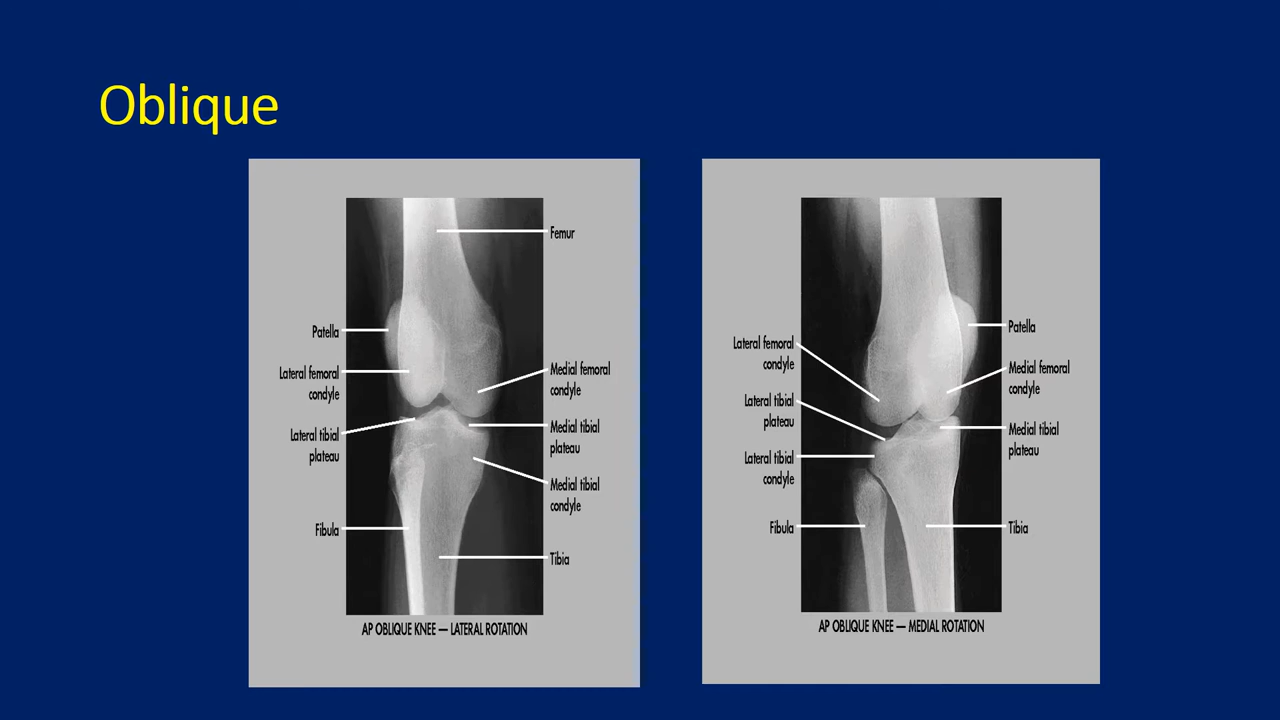 Oblique
Femur
Patella
Lateral femoral
condyle
Medial femoral
condyle
Lateral tibial
plateau
Medial tibial
plateau
Medial tibial
condyle
Fibula
Tibia
AP OBLIQUE KNEE — LATERAL ROTATION
Patella
Lateral femoral
condyle
Medial femoral
condyle
Lateral tibial
plateau
Medial tibial
plateau
Lateral tibial
condyle
Fibula
Tibia
AP OBLIQUE KNEE — MEDIAL ROTATION